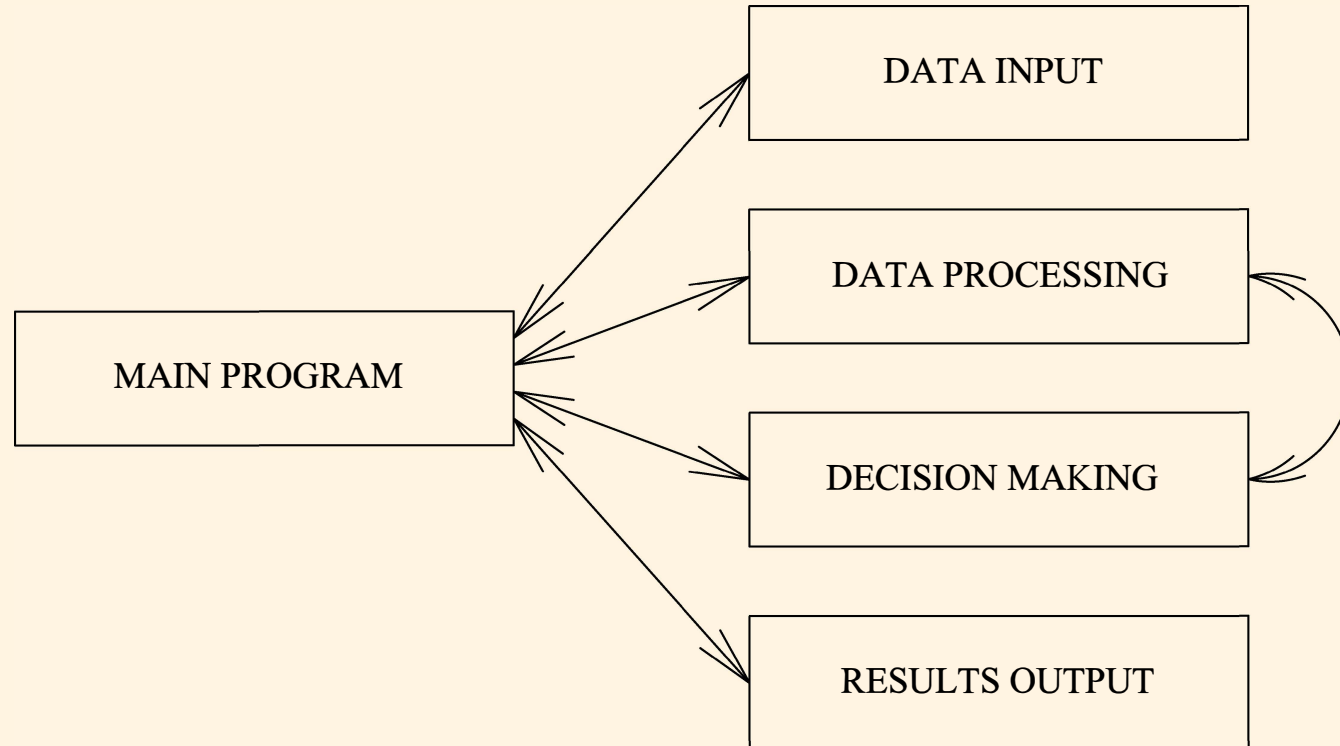 DATA INPUT
DATA PROCESSING
MAIN PROGRAM
DECISION MAKING
RESULTS OUTPUT